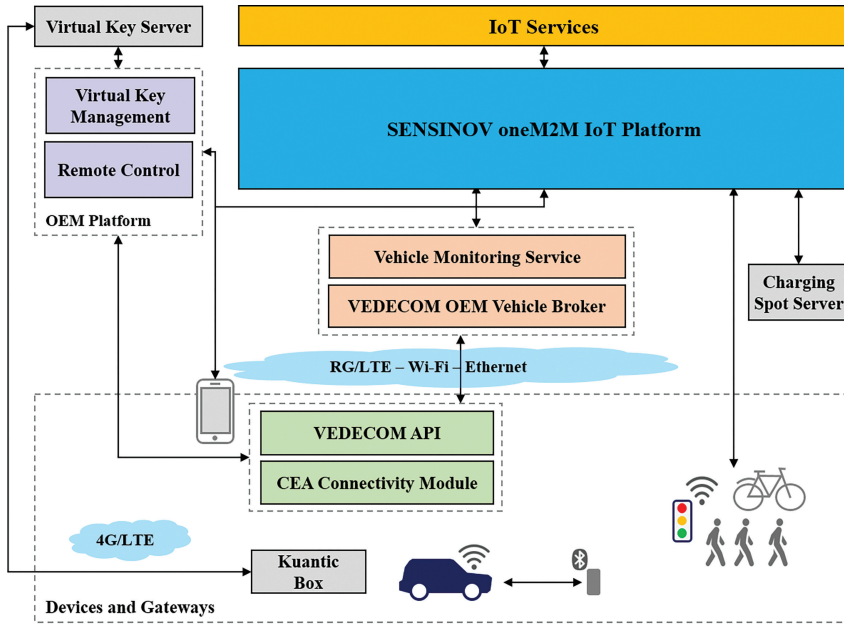 Virtual Key Server
IoT Services
Virtual Key
Management
SENSINOV oneM2M IoT Platform
Remote Control
OEM Platform
Vehicle Monitoring Service
VEDECOM OEM Vehicle Broker
Charging
Spot Server
RG/LTE – Wi-Fi – Ethernet
VEDECOM API
CEA Connectivity Module
4G/LTE
Kuantic
Box
Devices and Gateways